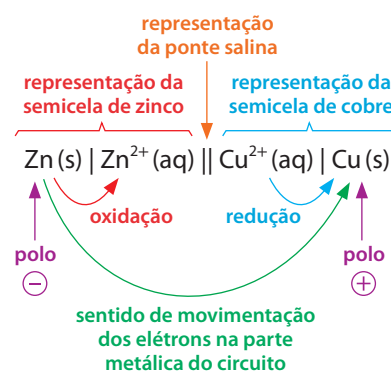 representação
da ponte salina
representação da
semicela de zinco
representação da
semicela de cobre
Zn (s) | Zn²⁺ (aq) || Cu²⁺ (aq) | Cu (s)
oxidação
redução
polo
−
polo
+
sentido de movimentação
dos elétrons na parte
metálica do circuito